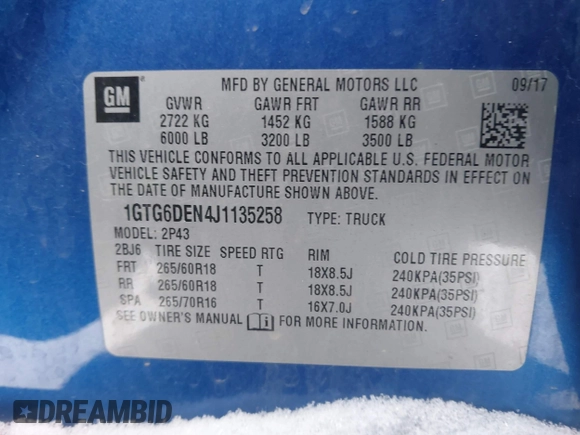 GM
MFD BY GENERAL MOTORS LLC 09/17
GVWR GAWR FRT GAWR RR
2722 KG 1452 KG 1588 KG
6000 LB 3200 LB 3500 LB
THIS VEHICLE CONFORMS TO ALL APPLICABLE U.S. FEDERAL MOTOR
VEHICLE SAFETY AND THEFT PREVENTION STANDARDS IN EFFECT ON
THE DATE OF MANUFACTURE SHOWN ABOVE.
1GTG6DEN4J1135258 TYPE: TRUCK
MODEL: 2P43
2BJ6 TIRE SIZE SPEED RTG RIM COLD TIRE PRESSURE
FRT 265/60R18 T 18X8.5J 240KPA(35PSI)
RR 265/60R18 T 18X8.5J 240KPA(35PSI)
SPA 265/70R16 T 16X7.0J 240KPA(35PSI)
SEE OWNER'S MANUAL FOR MORE INFORMATION.
DREAMBID